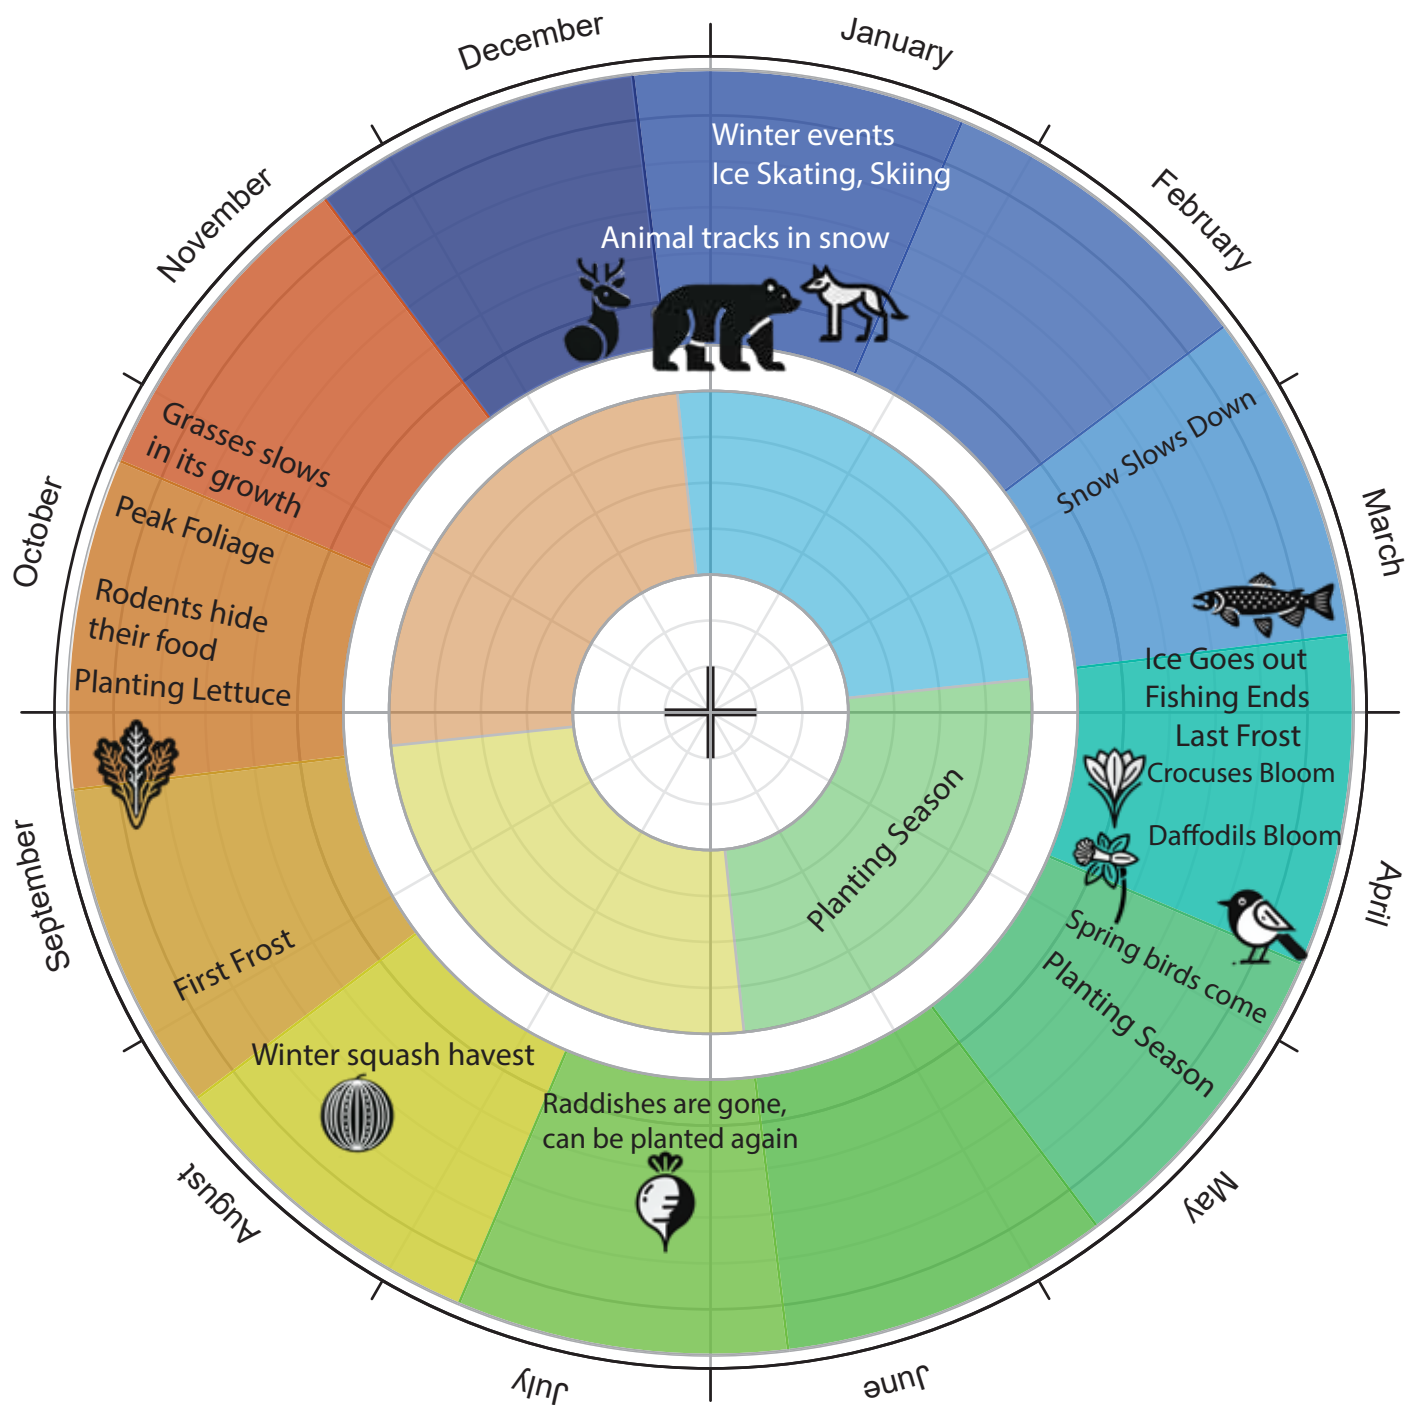 December
January
November
February
October
March
September
April
August
May
July
June
Winter events
Ice Skating, Skiing
Animal tracks in snow
Snow Slows Down
Ice Goes out
Fishing Ends
Last Frost
Crocuses Bloom
Daffodils Bloom
Spring birds come
Planting Season
Planting Season
Raddishes are gone,
can be planted again
Winter squash havest
First Frost
Planting Lettuce
Rodents hide
their food
Peak Foliage
Grasses slows
in its growth